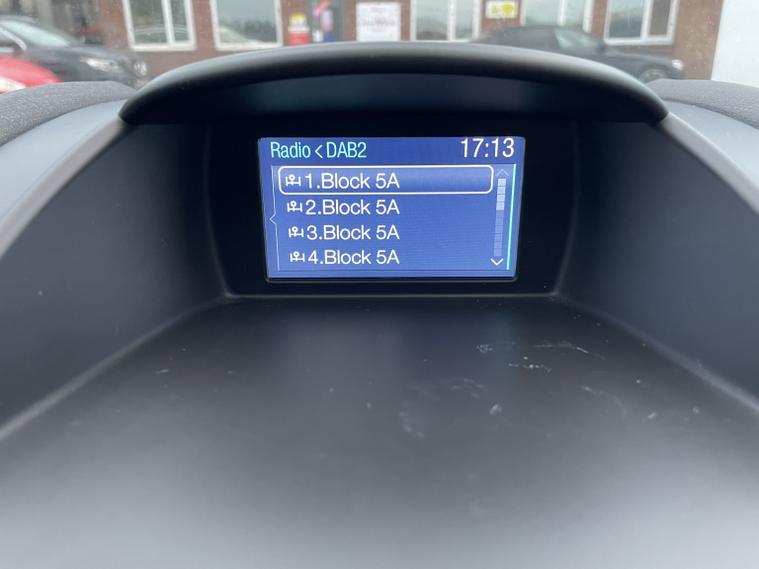 Radio < DAB2 17:13
1.Block 5A
2.Block 5A
3.Block 5A
4.Block 5A